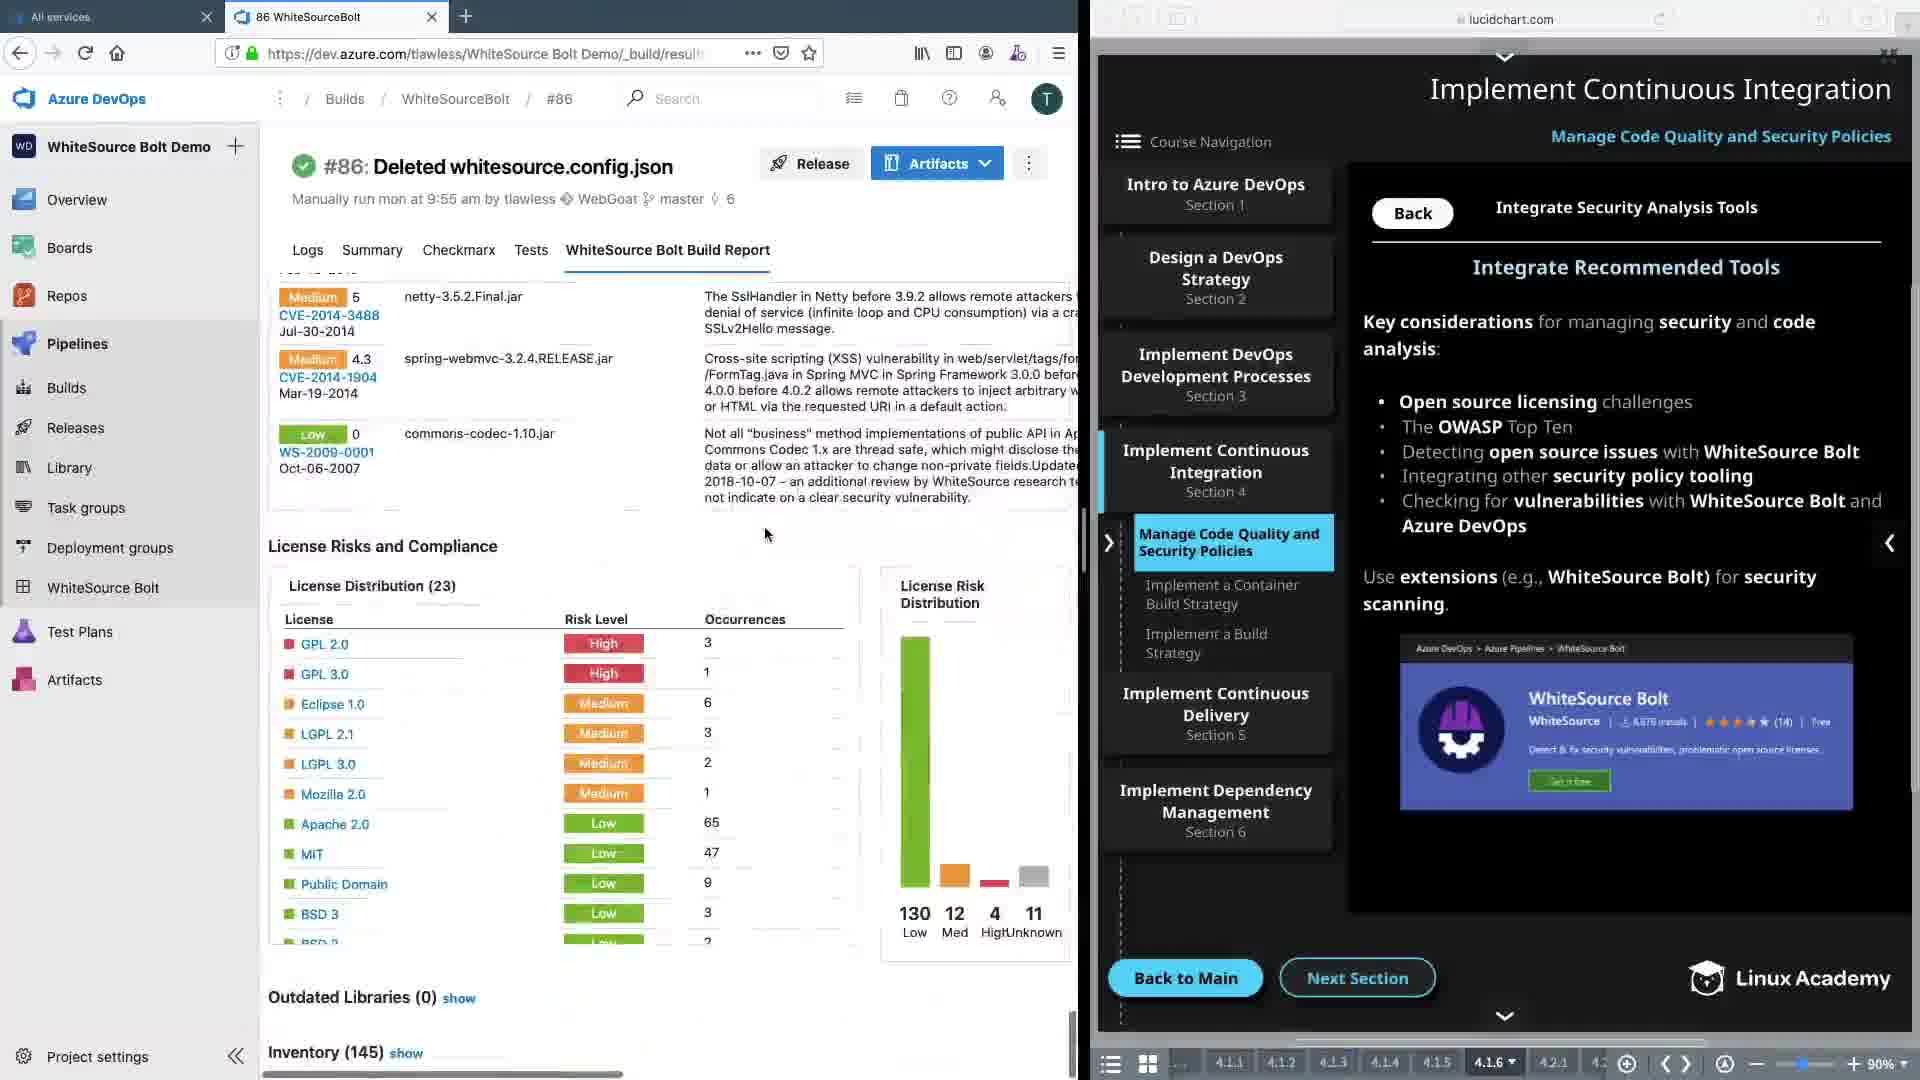 All services
86 WhiteSourceBolt
https://dev.azure.com/tlawless/WhiteSource Bolt Demo/_build/result
Azure DevOps
/ Builds / WhiteSourceBolt / #86
Search
T
WD WhiteSource Bolt Demo
Overview
Boards
Repos
Pipelines
Builds
Releases
Library
Task groups
Deployment groups
WhiteSource Bolt
Test Plans
Artifacts
Project settings
#86: Deleted whitesource.config.json
Release
Artifacts
Manually run mon at 9:55 am by tlawless WebGoat master 6
Logs Summary Checkmarx Tests WhiteSource Bolt Build Report
Medium 5
CVE-2014-3488
Jul-30-2014
netty-3.5.2.Final.jar
The SslHandler in Netty before 3.9.2 allows remote attackers
denial of service (infinite loop and CPU consumption) via a cra
SSLv2Hello message.
Medium 4.3
CVE-2014-1904
Mar-19-2014
spring-webmvc-3.2.4.RELEASE.jar
Cross-site scripting (XSS) vulnerability in web/servlet/tags/for
/FormTag.java in Spring MVC in Spring Framework 3.0.0 before
4.0.0 before 4.0.2 allows remote attackers to inject arbitrary w
or HTML via the requested URI in a default action.
Low 0
WS-2009-0001
Oct-06-2007
commons-codec-1.10.jar
Not all "business" method implementations of public API in Ap
Commons Codec 1.x are thread safe, which might disclose the
data or allow an attacker to change non-private fields.Update
2018-10-07 - an additional review by WhiteSource research te
not indicate on a clear security vulnerability.
License Risks and Compliance
License Distribution (23)
License Risk Level Occurrences
GPL 2.0 High 3
GPL 3.0 High 1
Eclipse 1.0 Medium 6
LGPL 2.1 Medium 3
LGPL 3.0 Medium 2
Mozilla 2.0 Medium 1
Apache 2.0 Low 65
MIT Low 47
Public Domain Low 9
BSD 3 Low 3
BSD 2 Low 2
License Risk
Distribution
130 12 4 11
Low Med High Unknown
Outdated Libraries (0) show
Inventory (145) show
lucidchart.com
Implement Continuous Integration
Manage Code Quality and Security Policies
Course Navigation
Intro to Azure DevOps
Section 1
Design a DevOps
Strategy
Section 2
Implement DevOps
Development Processes
Section 3
Implement Continuous
Integration
Section 4
Manage Code Quality and
Security Policies
Implement a Container
Build Strategy
Implement a Build
Strategy
Implement Continuous
Delivery
Section 5
Implement Dependency
Management
Section 6
Back
Integrate Security Analysis Tools
Integrate Recommended Tools
Key considerations for managing security and code
analysis:
• Open source licensing challenges
• The OWASP Top Ten
• Detecting open source issues with WhiteSource Bolt
• Integrating other security policy tooling
• Checking for vulnerabilities with WhiteSource Bolt and
Azure DevOps
Use extensions (e.g., WhiteSource Bolt) for security
scanning.
Azure DevOps > Azure Pipelines > WhiteSource Bolt
WhiteSource Bolt
WhiteSource | 4,876 installs | (14) | Free
Detect & fix security vulnerabilities, problematic open source licenses.
Get it free
Back to Main
Next Section
Linux Academy
... 4.1.1 4.1.2 4.1.3 4.1.4 4.1.5 4.1.6 4.2.1 4.2
90%